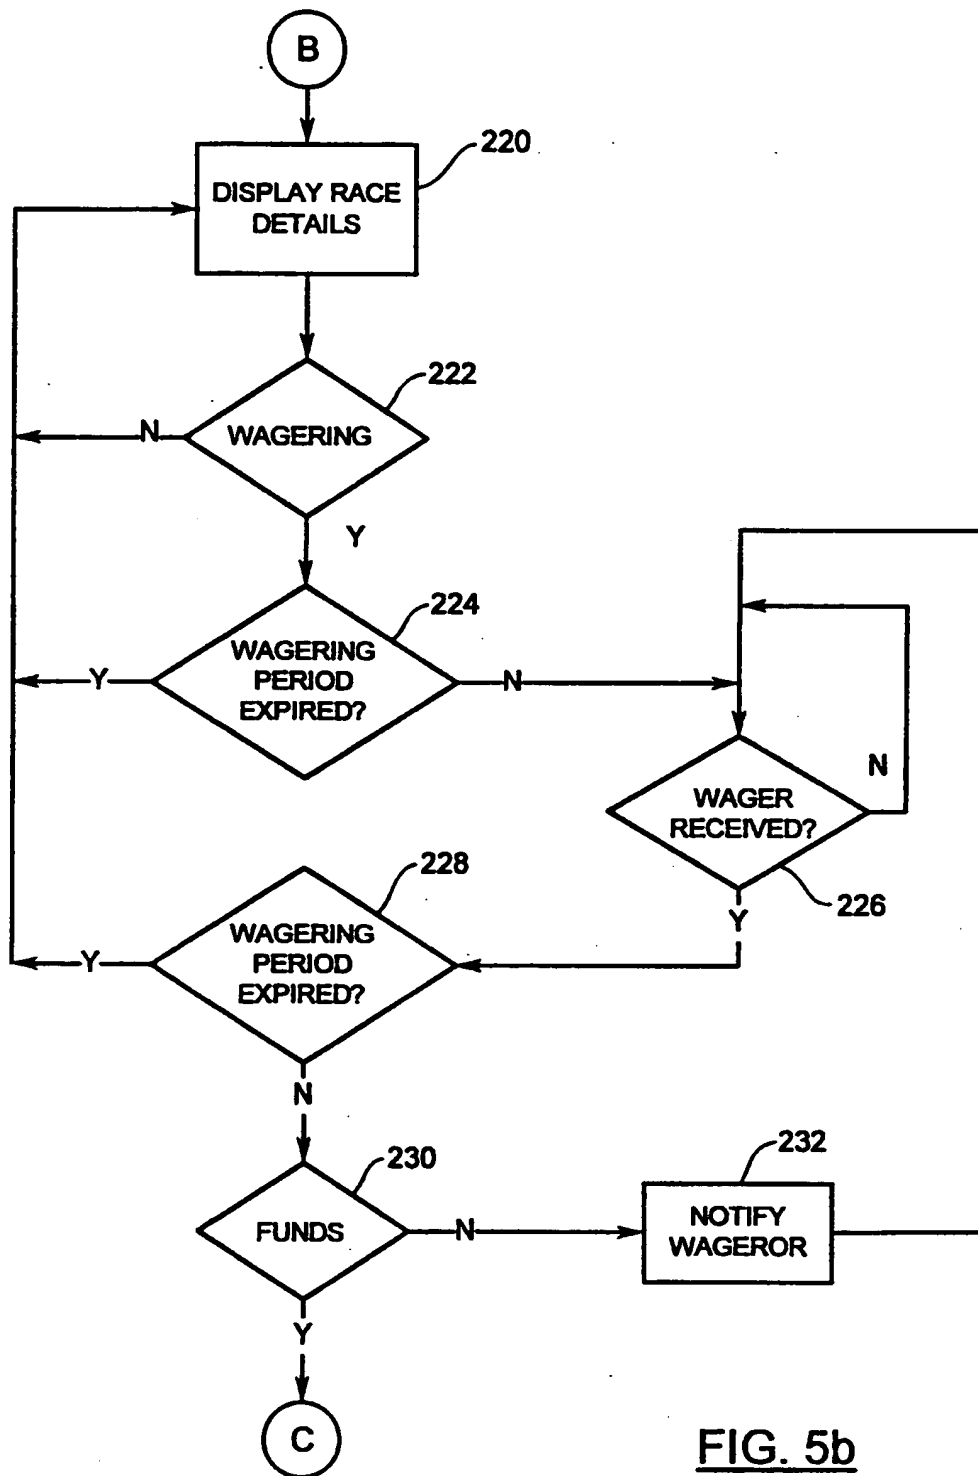 B
220
DISPLAY RACE
DETAILS
222
WAGERING
N
Y
224
WAGERING
PERIOD
EXPIRED?
Y
N
WAGER
RECEIVED?
N
226
Y
228
WAGERING
PERIOD
EXPIRED?
Y
N
230
FUNDS
N
232
NOTIFY
WAGEROR
Y
C
FIG. 5b